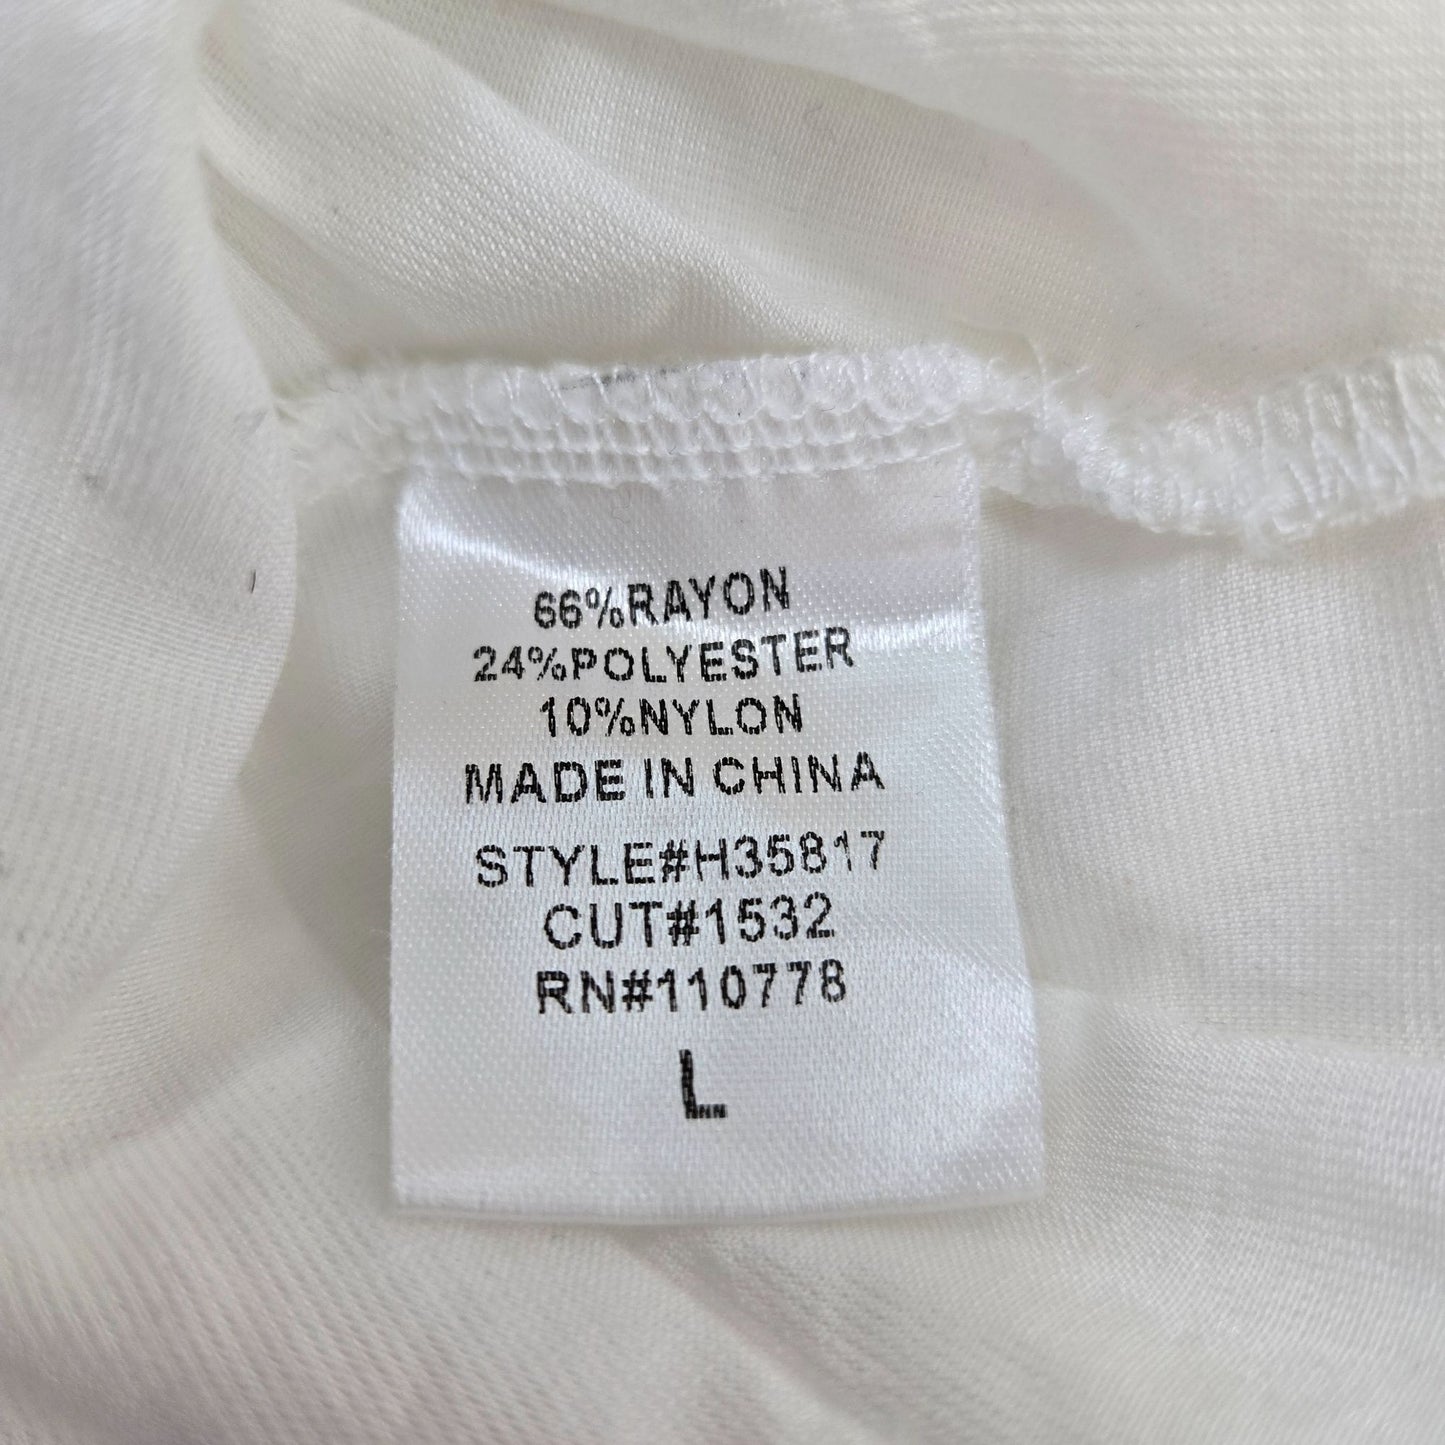 66%RAYON
24%POLYESTER
10%NYLON
MADE IN CHINA
STYLE#H35817
CUT#1532
RN#110778
L